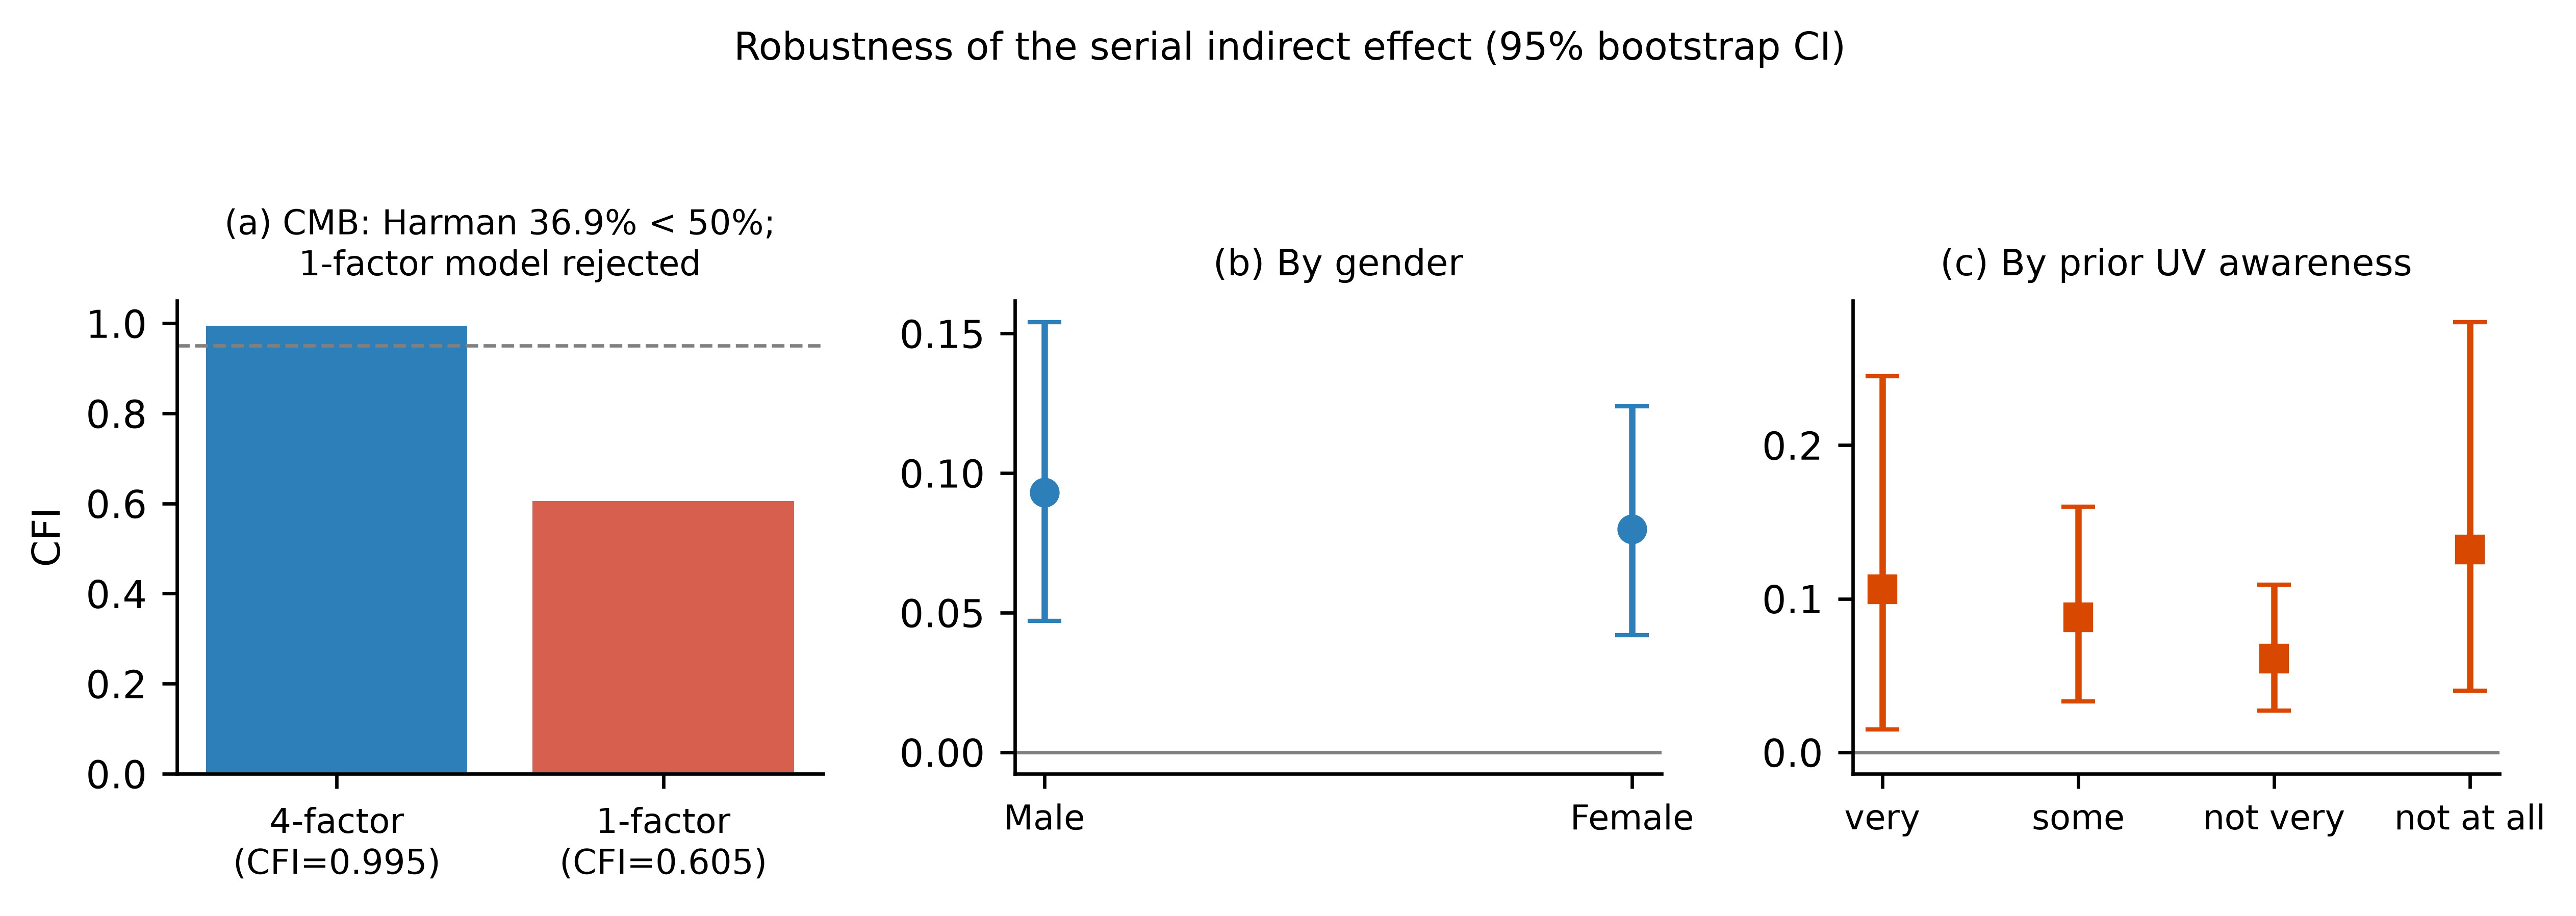 Robustness of the serial indirect effect (95% bootstrap CI)
(a) CMB: Harman 36.9% < 50%;
1-factor model rejected
CFI
1.0
0.8
0.6
0.4
0.2
0.0
4-factor
(CFI=0.995)
1-factor
(CFI=0.605)
(b) By gender
0.15
0.10
0.05
0.00
Male
Female
(c) By prior UV awareness
0.2
0.1
0.0
very
some
not very
not at all